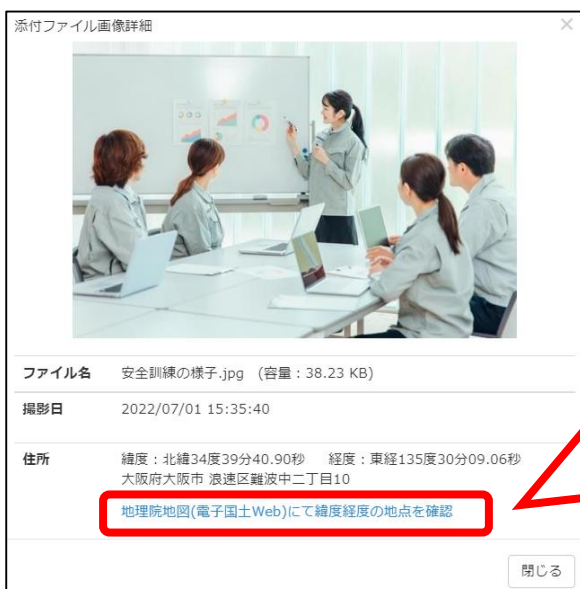 添付ファイル画像詳細 ×
ファイル名 安全訓練の様子.jpg (容量：38.23 KB)
撮影日 2022/07/01 15:35:40
住所 緯度：北緯34度39分40.90秒 経度：東経135度30分09.06秒
大阪府大阪市 浪速区難波中二丁目10
地理院地図(電子国土Web)にて緯度経度の地点を確認
閉じる